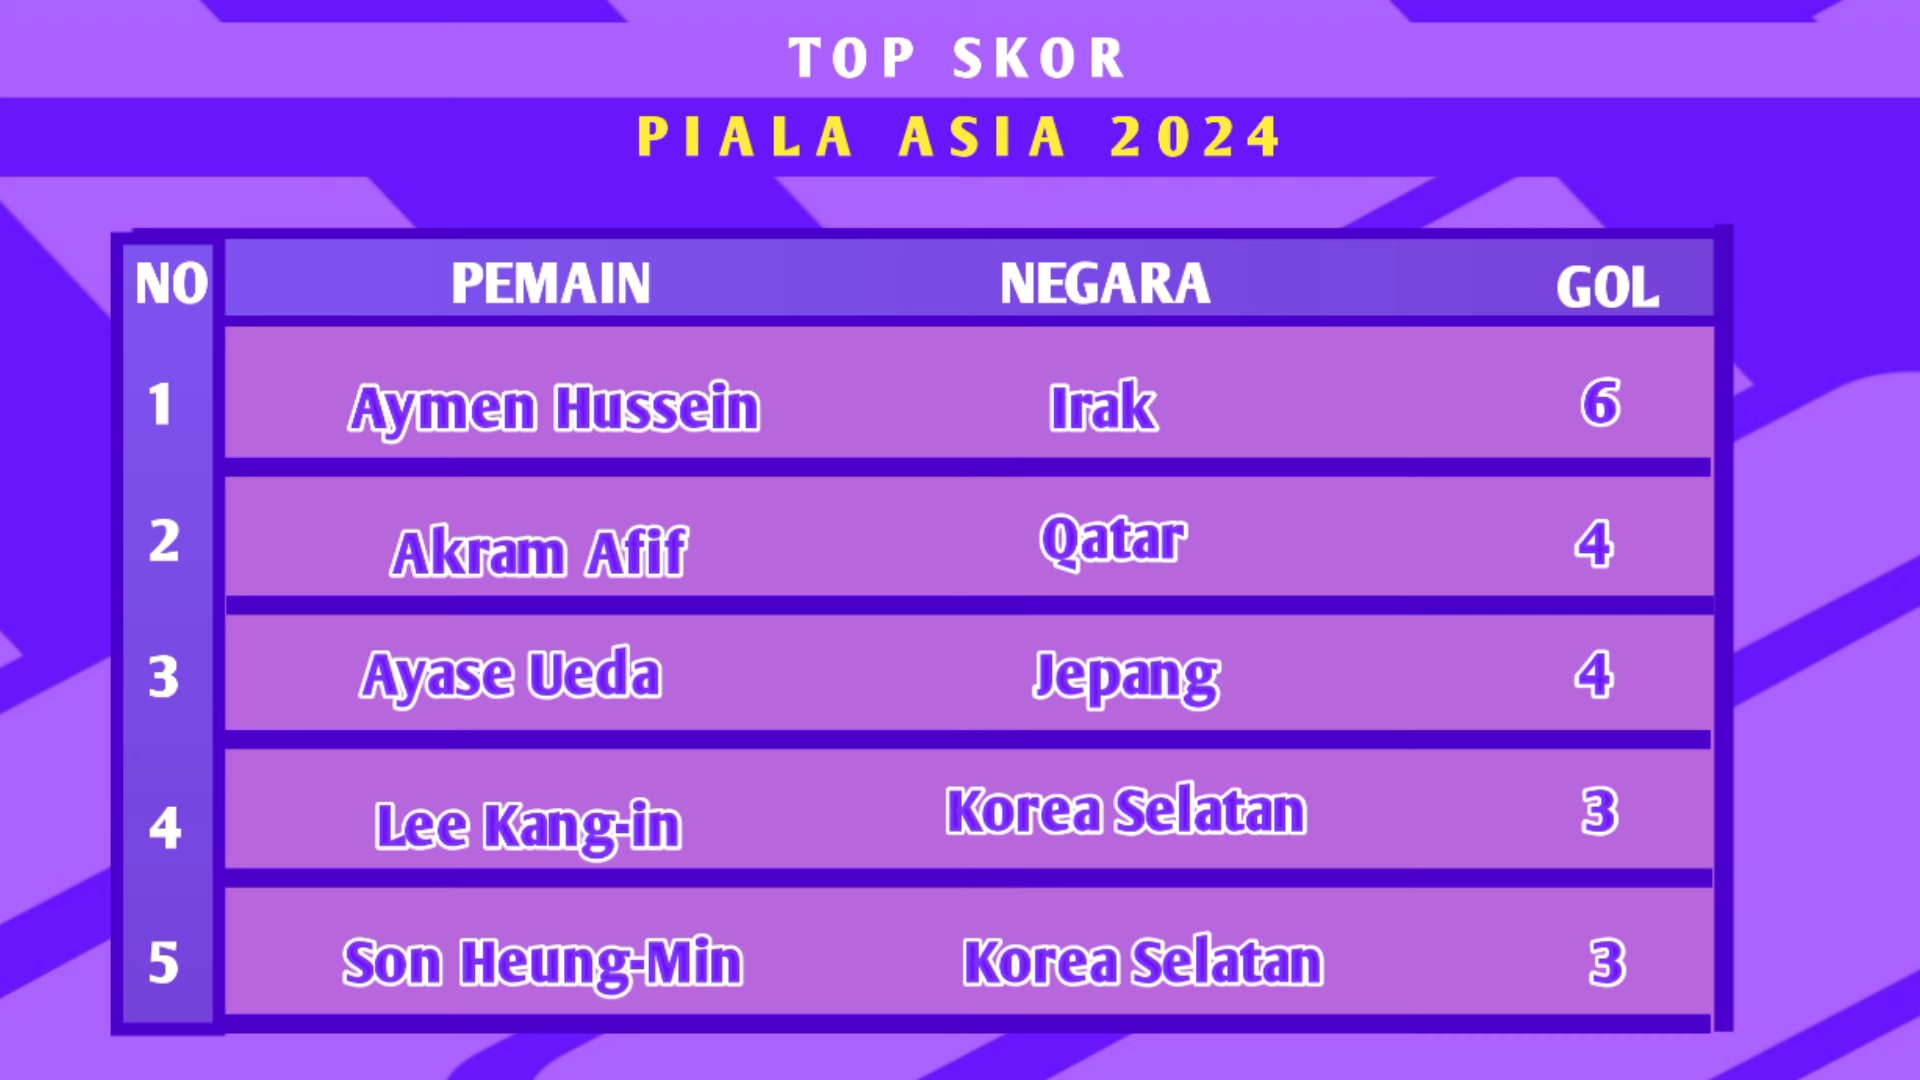 TOP SKOR
PIALA ASIA 2024
NO PEMAIN NEGARA GOL
1 Aymen Hussein Irak 6
2 Akram Afif Qatar 4
3 Ayase Ueda Jepang 4
4 Lee Kang-in Korea Selatan 3
5 Son Heung-Min Korea Selatan 3